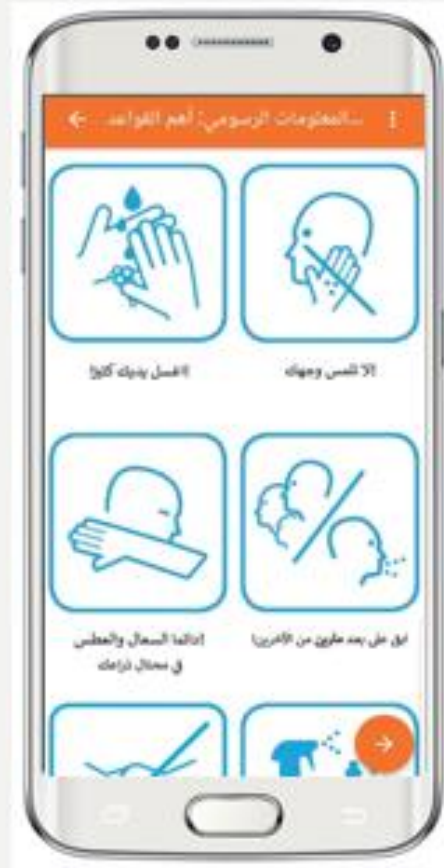 ...المعلومات الرسومي: أهم القواعد
!لا تلمس وجهك
!اغسل يديك كثيرا
ابق على بعد مترين من الآخرين!
!دائما السعال والعطس
في ذراعك